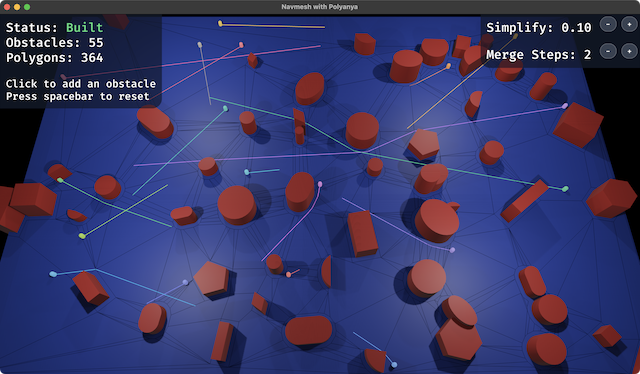 Navmesh with Polyanya
Status: Built
Obstacles: 55
Polygons: 364
Click to add an obstacle
Press spacebar to reset
Simplify: 0.10 - +
Merge Steps: 2 - +